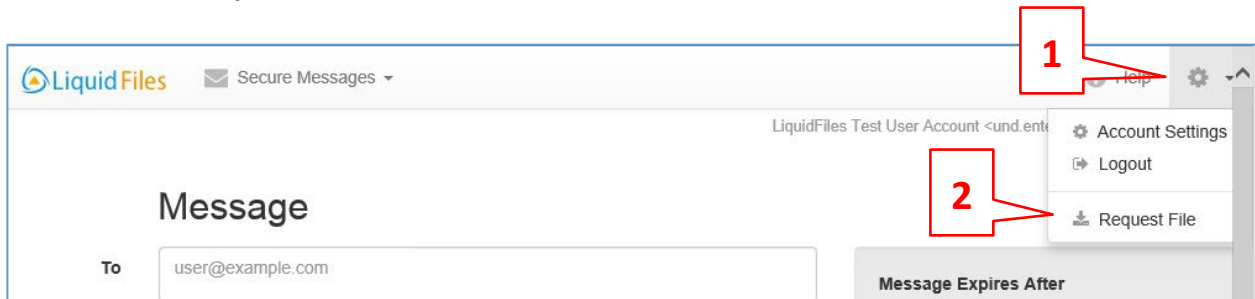 1
LiquidFiles Secure Messages Help
LiquidFiles Test User Account <und.ente
Account Settings
Logout
2
Request File
Message
To user@example.com
Message Expires After